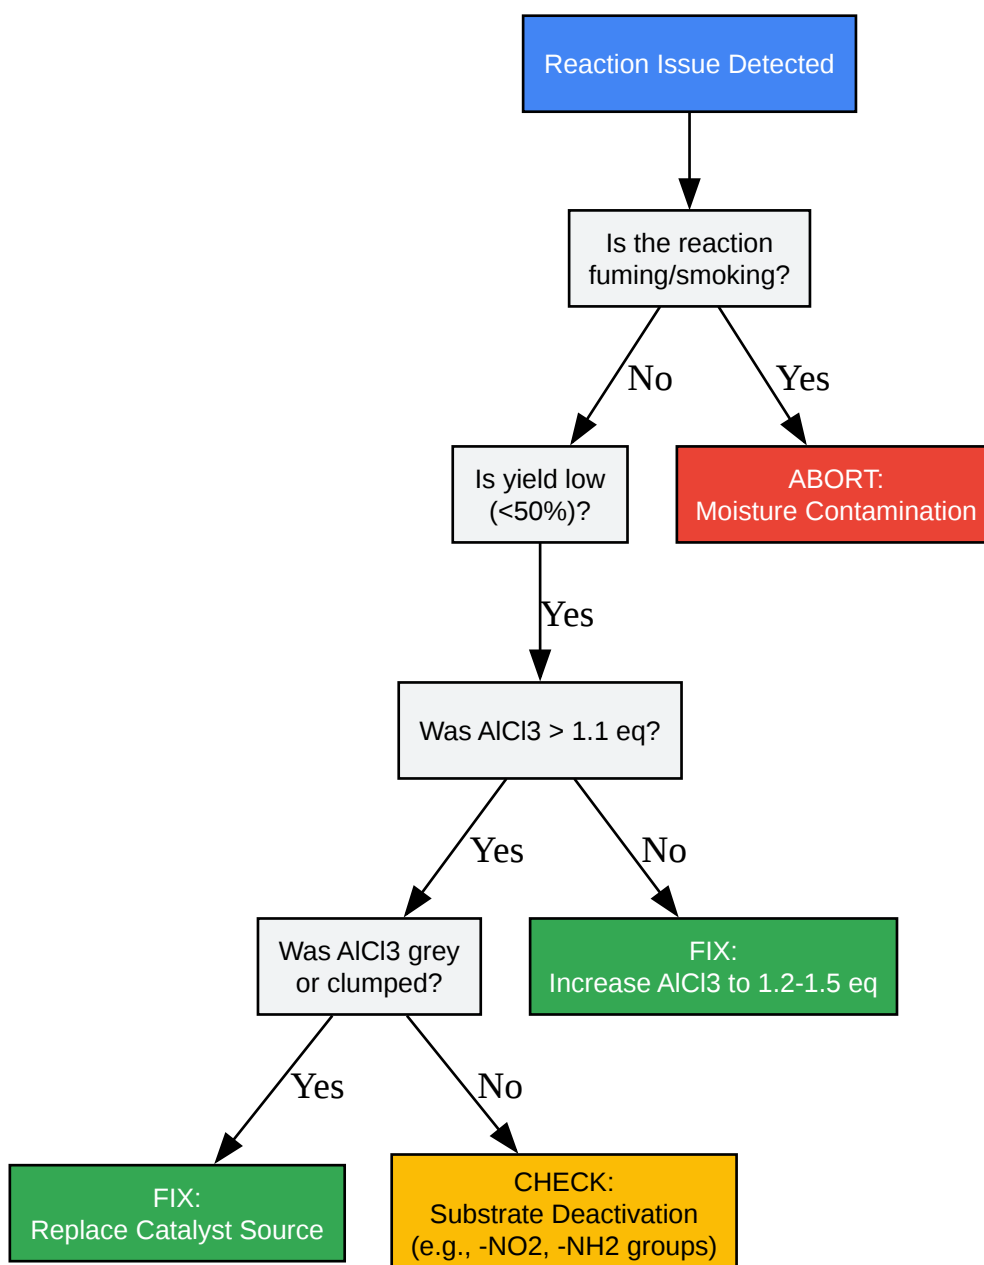 Reaction Issue Detected
Is the reaction
fuming/smoking?
No
Yes
Is yield low
(<50%)?
ABORT:
Moisture Contamination
Yes
Was AlCl3 > 1.1 eq?
Yes
No
Was AlCl3 grey
or clumped?
FIX:
Increase AlCl3 to 1.2-1.5 eq
Yes
No
FIX:
Replace Catalyst Source
CHECK:
Substrate Deactivation
(e.g., -NO2, -NH2 groups)